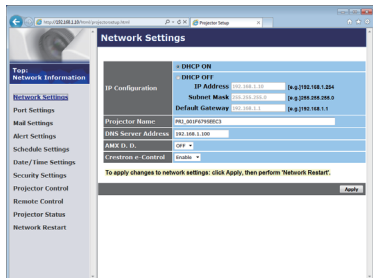 http://192.168.1.10/html/projectorsetup.html
Projector Setup
Network Settings
Top:
Network Information
Network Settings
Port Settings
Mail Settings
Alert Settings
Schedule Settings
Date/Time Settings
Security Settings
Projector Control
Remote Control
Projector Status
Network Restart
IP Configuration
DHCP ON
DHCP OFF
IP Address 192.168.1.10 [e.g.]192.168.1.254
Subnet Mask 255.255.255.0 [e.g.]255.255.255.0
Default Gateway 192.168.1.1 [e.g.]192.168.1.1
Projector Name PRJ_001F6795EEC3
DNS Server Address 192.168.1.100
AMX D. D. OFF
Crestron e-Control Enable
To apply changes to network settings: click Apply, then perform 'Network Restart'.
Apply